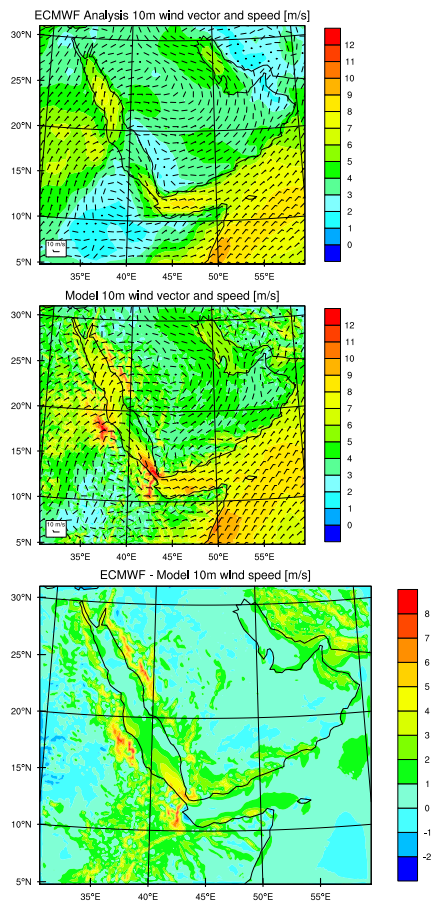 ECMWF Analysis 10m wind vector and speed [m/s]
30°N
25°N
20°N
15°N
10°N
5°N
10 m/s
35°E 40°E 45°E 50°E 55°E
12
11
10
9
8
7
6
5
4
3
2
1
0
Model 10m wind vector and speed [m/s]
30°N
25°N
20°N
15°N
10°N
5°N
10 m/s
35°E 40°E 45°E 50°E 55°E
12
11
10
9
8
7
6
5
4
3
2
1
0
ECMWF - Model 10m wind speed [m/s]
30°N
25°N
20°N
15°N
10°N
5°N
35°E 40°E 45°E 50°E 55°E
8
7
6
5
4
3
2
1
0
-1
-2